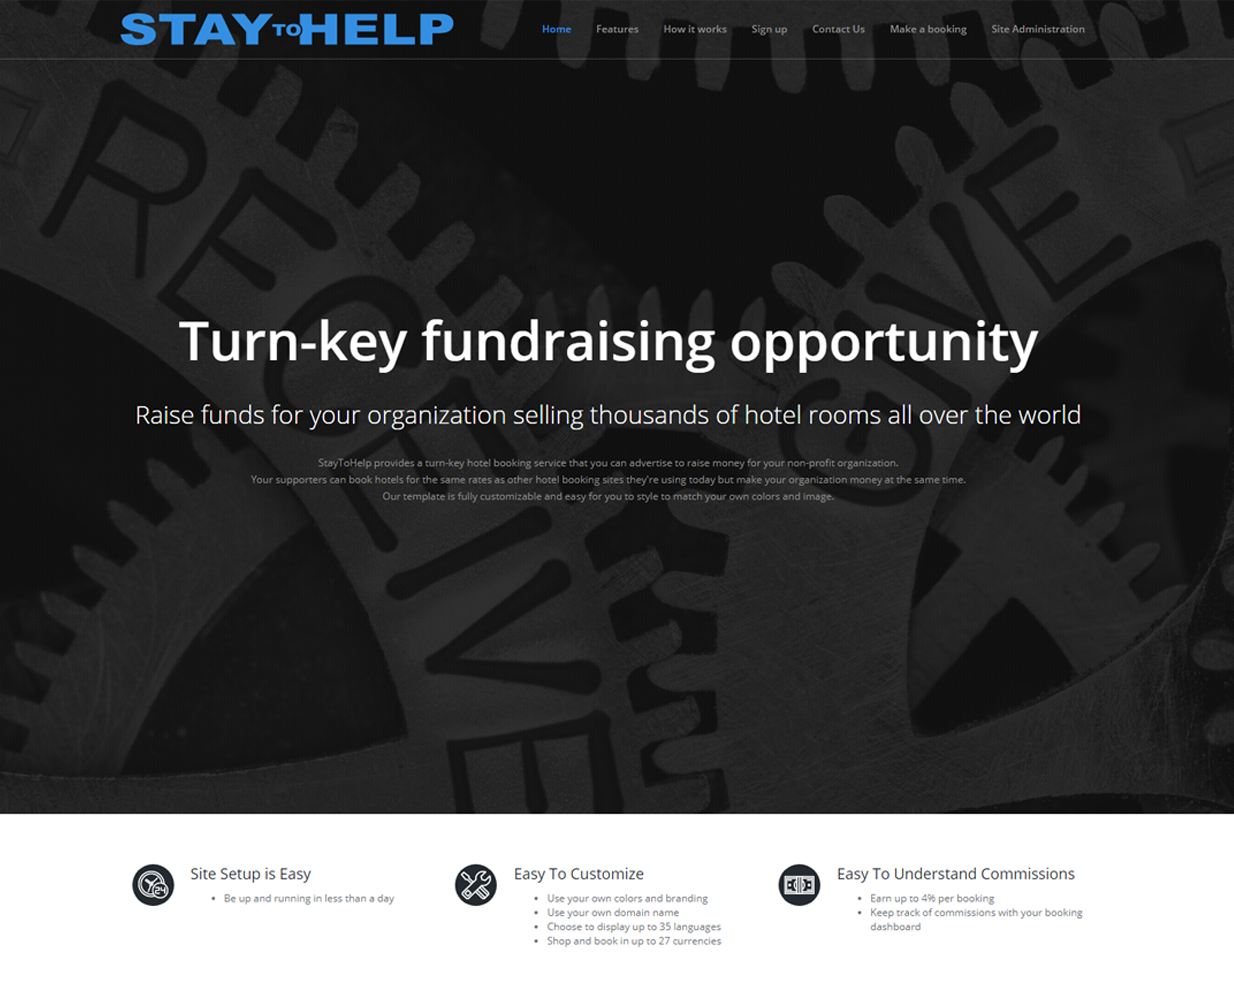 STAY TO HELP
Home Features How it works Sign up Contact Us Make a booking Site Administration
RECEIVE
GIVE
Turn-key fundraising opportunity
Raise funds for your organization selling thousands of hotel rooms all over the world
StayToHelp provides a turn-key hotel booking service that you can advertise to raise money for your non-profit organization.
Your supporters can book hotels for the same rates as other hotel booking sites they're using today but make your organization money at the same time.
Our template is fully customizable and easy for you to style to match your own colors and image.
Site Setup is Easy
• Be up and running in less than a day
24
Easy To Customize
• Use your own colors and branding
• Use your own domain name
• Choose to display up to 35 languages
• Shop and book in up to 27 currencies
Easy To Understand Commissions
• Earn up to 4% per booking
• Keep track of commissions with your booking
dashboard